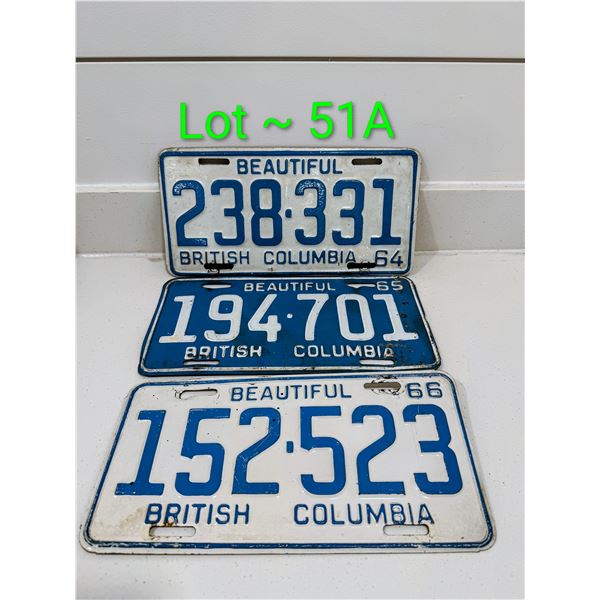 Lot ~ 51A
BEAUTIFUL
238·331
BRITISH COLUMBIA 64
BEAUTIFUL 65
194·701
BRITISH COLUMBIA
BEAUTIFUL 66
152·523
BRITISH COLUMBIA